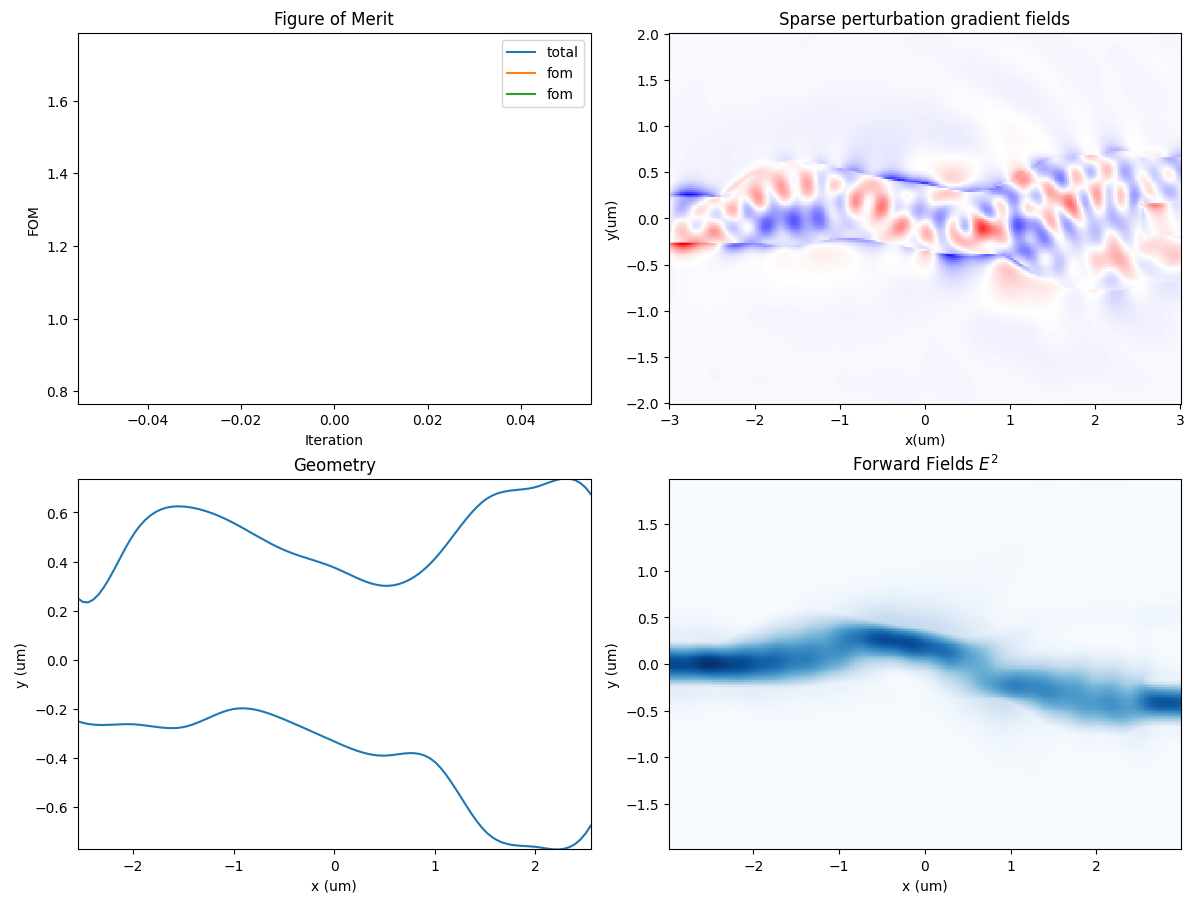 Figure of Merit
FOM
1.6
1.4
1.2
1.0
0.8
total
fom
fom
−0.04 −0.02 0.00 0.02 0.04
Iteration
Sparse perturbation gradient fields
y(um)
2.0
1.5
1.0
0.5
0.0
−0.5
−1.0
−1.5
−2.0
−3 −2 −1 0 1 2 3
x(um)
Geometry
y (um)
0.6
0.4
0.2
0.0
−0.2
−0.4
−0.6
−2 −1 0 1 2
x (um)
Forward Fields E²
y (um)
1.5
1.0
0.5
0.0
−0.5
−1.0
−1.5
−2 −1 0 1 2
x (um)